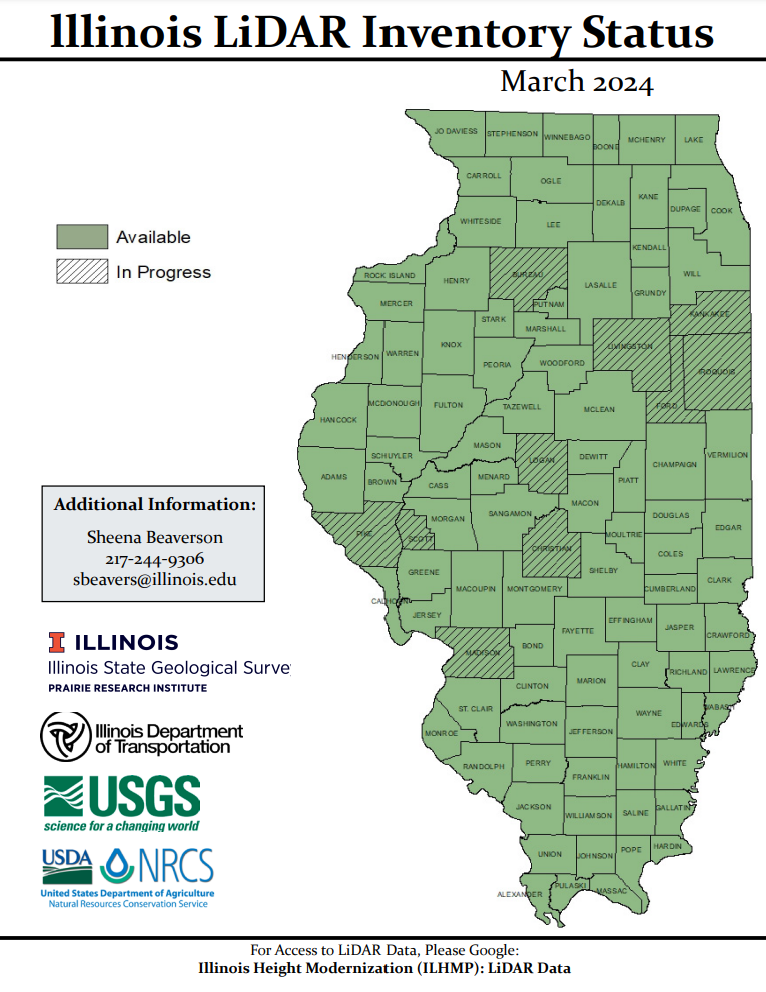 Illinois LiDAR Inventory Status
March 2024
Available
In Progress
JO DAVIESS
STEPHENSON
WINNEBAGO
BOONE
MCHENRY
LAKE
CARROLL
OGLE
DEKALB
KANE
DUPAGE
COOK
WHITESIDE
LEE
KENDALL
ROCK ISLAND
HENRY
BUREAU
LASALLE
WILL
MERCER
PUTNAM
GRUNDY
KANKAKEE
STARK
MARSHALL
HENDERSON
WARREN
KNOX
PEORIA
WOODFORD
LIVINGSTON
IROQUOIS
HANCOCK
MCDONOUGH
FULTON
TAZEWELL
MCLEAN
FORD
SCHUYLER
MASON
LOGAN
DEWITT
CHAMPAIGN
VERMILION
ADAMS
BROWN
CASS
MENARD
PIATT
MACON
PIKE
SCOTT
MORGAN
SANGAMON
CHRISTIAN
MOULTRIE
DOUGLAS
EDGAR
COLES
GREENE
SHELBY
MACOUPIN
MONTGOMERY
CUMBERLAND
CLARK
CALHOUN
JERSEY
FAYETTE
EFFINGHAM
JASPER
CRAWFORD
MADISON
BOND
CLAY
RICHLAND
LAWRENCE
CLINTON
MARION
ST. CLAIR
WAYNE
EDWARDS
WABASH
MONROE
WASHINGTON
JEFFERSON
RANDOLPH
PERRY
FRANKLIN
HAMILTON
WHITE
JACKSON
WILLIAMSON
SALINE
GALLATIN
UNION
JOHNSON
POPE
HARDIN
ALEXANDER
PULASKI
MASSAC
Additional Information:
Sheena Beaverson
217-244-9306
sbeavers@illinois.edu
I ILLINOIS
Illinois State Geological Surve
PRAIRIE RESEARCH INSTITUTE
Illinois Department
of Transportation
USGS
science for a changing world
USDA NRCS
United States Department of Agriculture
Natural Resources Conservation Service
For Access to LiDAR Data, Please Google:
Illinois Height Modernization (ILHMP): LiDAR Data